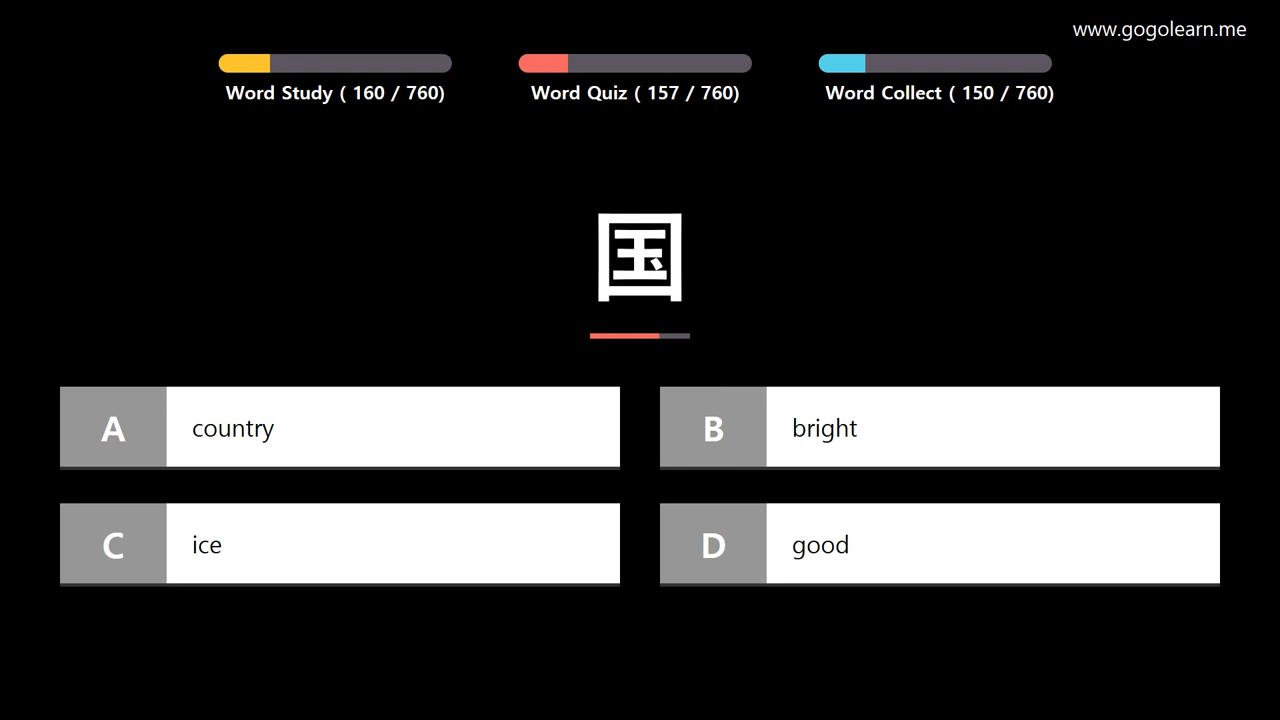 www.gogolearn.me
Word Study ( 160 / 760)
Word Quiz ( 157 / 760)
Word Collect ( 150 / 760)
国
A country
B bright
C ice
D good